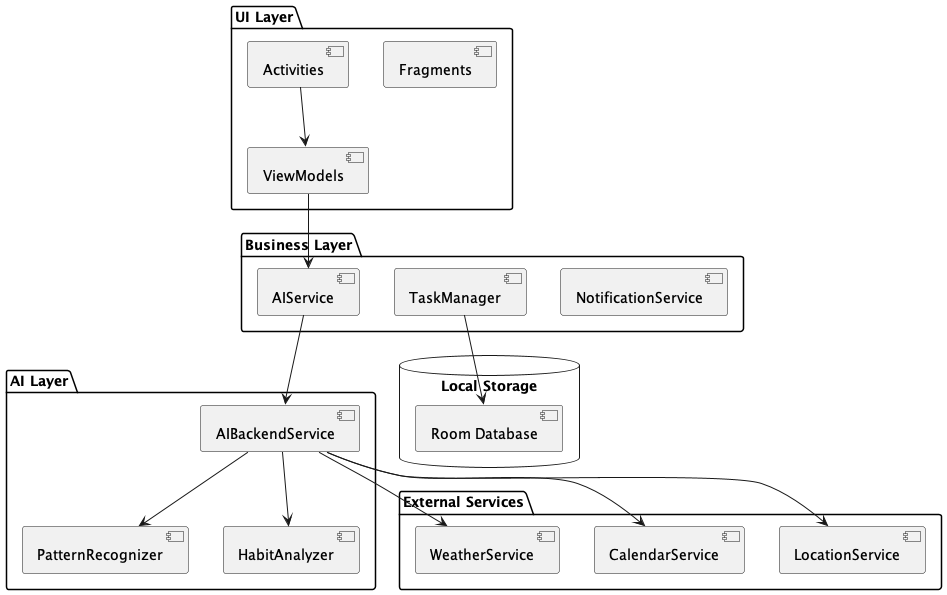 UI Layer
Activities
Fragments
ViewModels
Business Layer
AIService
TaskManager
NotificationService
AI Layer
Local Storage
AIBackendService
Room Database
External Services
PatternRecognizer
HabitAnalyzer
WeatherService
CalendarService
LocationService